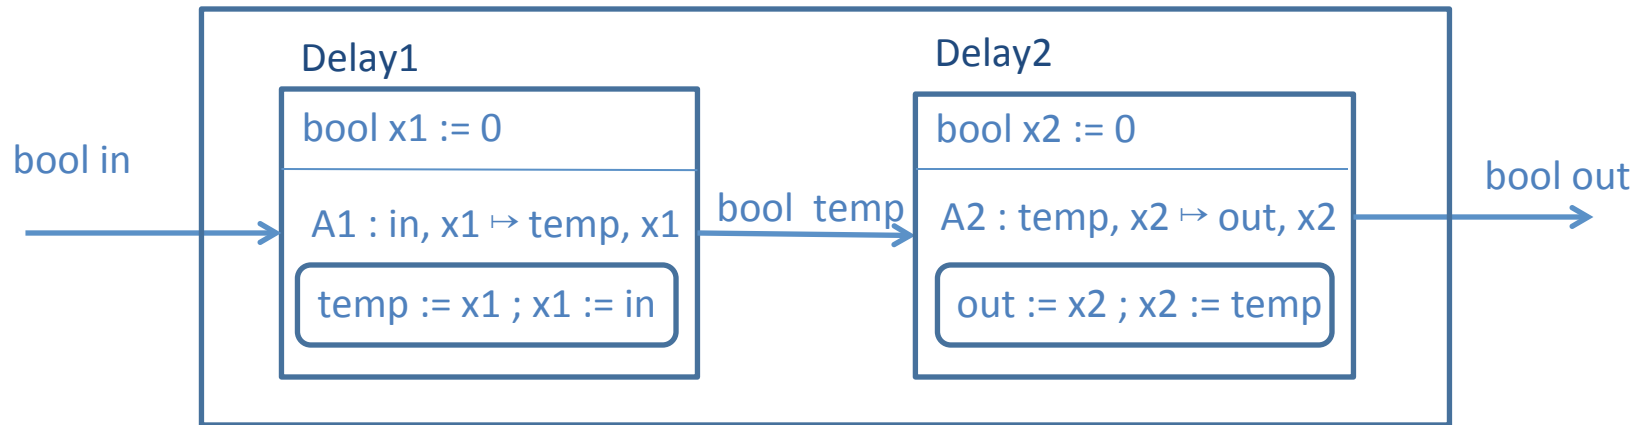 Delay1
Delay2
bool x1 := 0
bool x2 := 0
bool in
bool out
A1 : in, x1 ↦ temp, x1
bool temp
A2 : temp, x2 ↦ out, x2
temp := x1 ; x1 := in
out := x2 ; x2 := temp